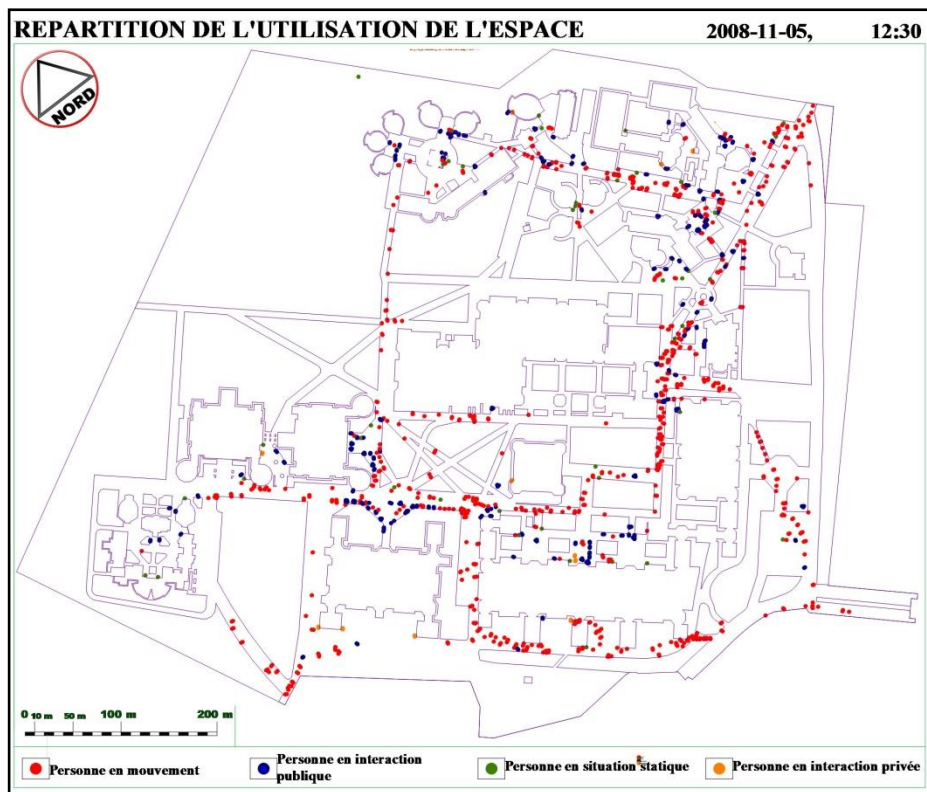 REPARTITION DE L'UTILISATION DE L'ESPACE 2008-11-05, 12:30
NORD
0 10 m 50 m 100 m 200 m
Personne en mouvement
Personne en interaction publique
Personne en situation statique
Personne en interaction privée